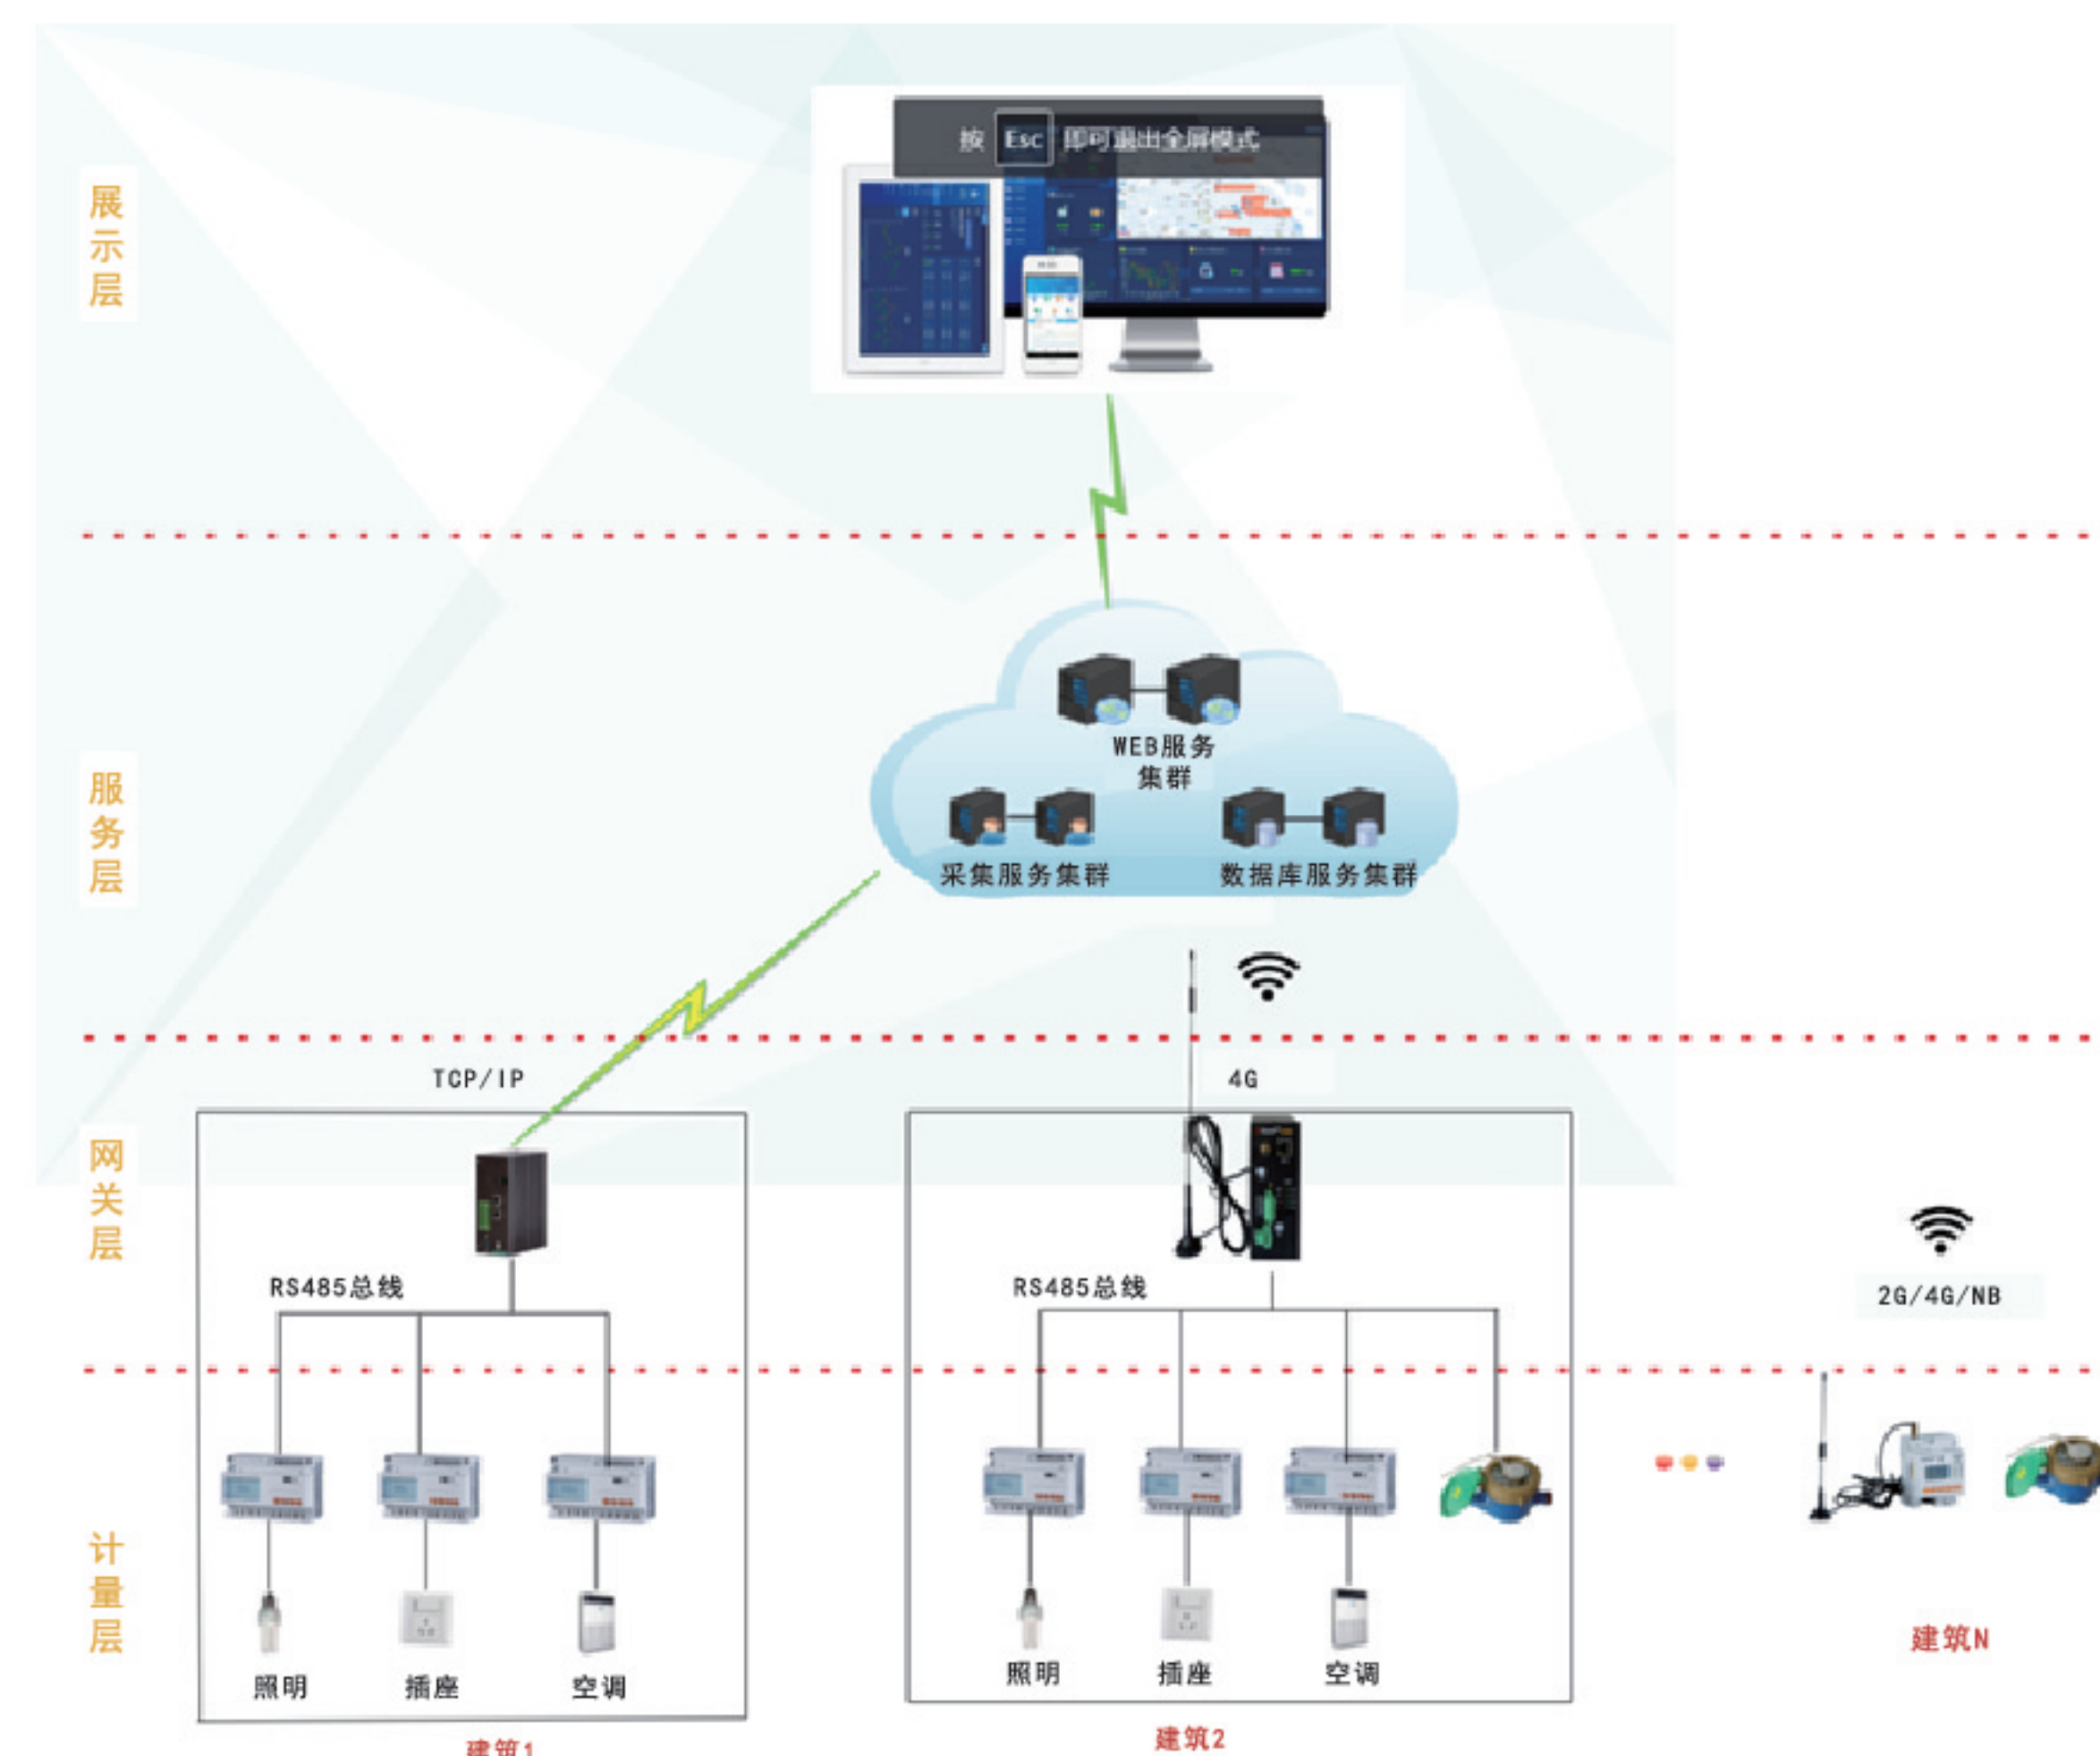 按 Esc 即可退出全屏模式
展示层
服务层
WEB服务
集群
采集服务集群
数据库服务集群
网关层
TCP/IP
4G
RS485总线
RS485总线
2G/4G/NB
计量层
照明
插座
空调
照明
插座
空调
建筑1
建筑2
建筑N